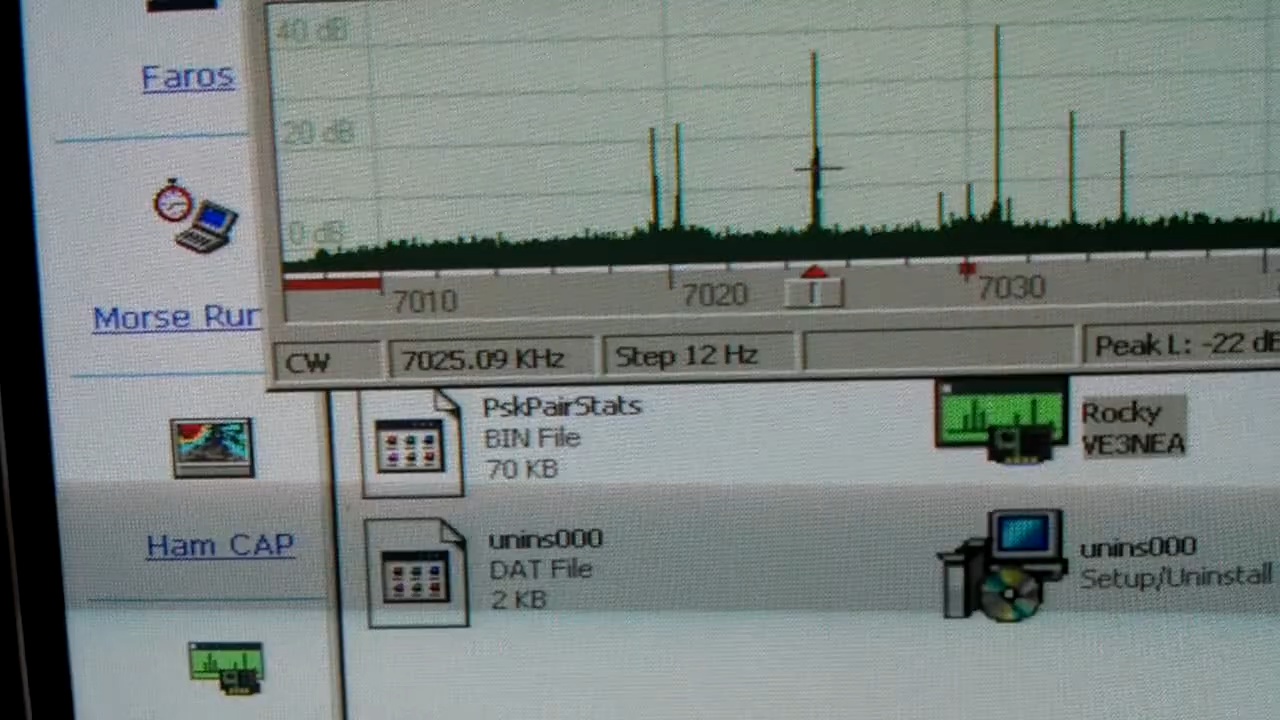 40 dB
20 dB
0 dB
7010
7020
7030
CW
7025.09 KHz
Step 12 Hz
Peak L: -22 dB
Faros
Morse Rur
Ham CAP
PskPairStats
BIN File
70 KB
Rocky
VE3NEA
unins000
DAT File
2 KB
unins000
Setup/Uninstall